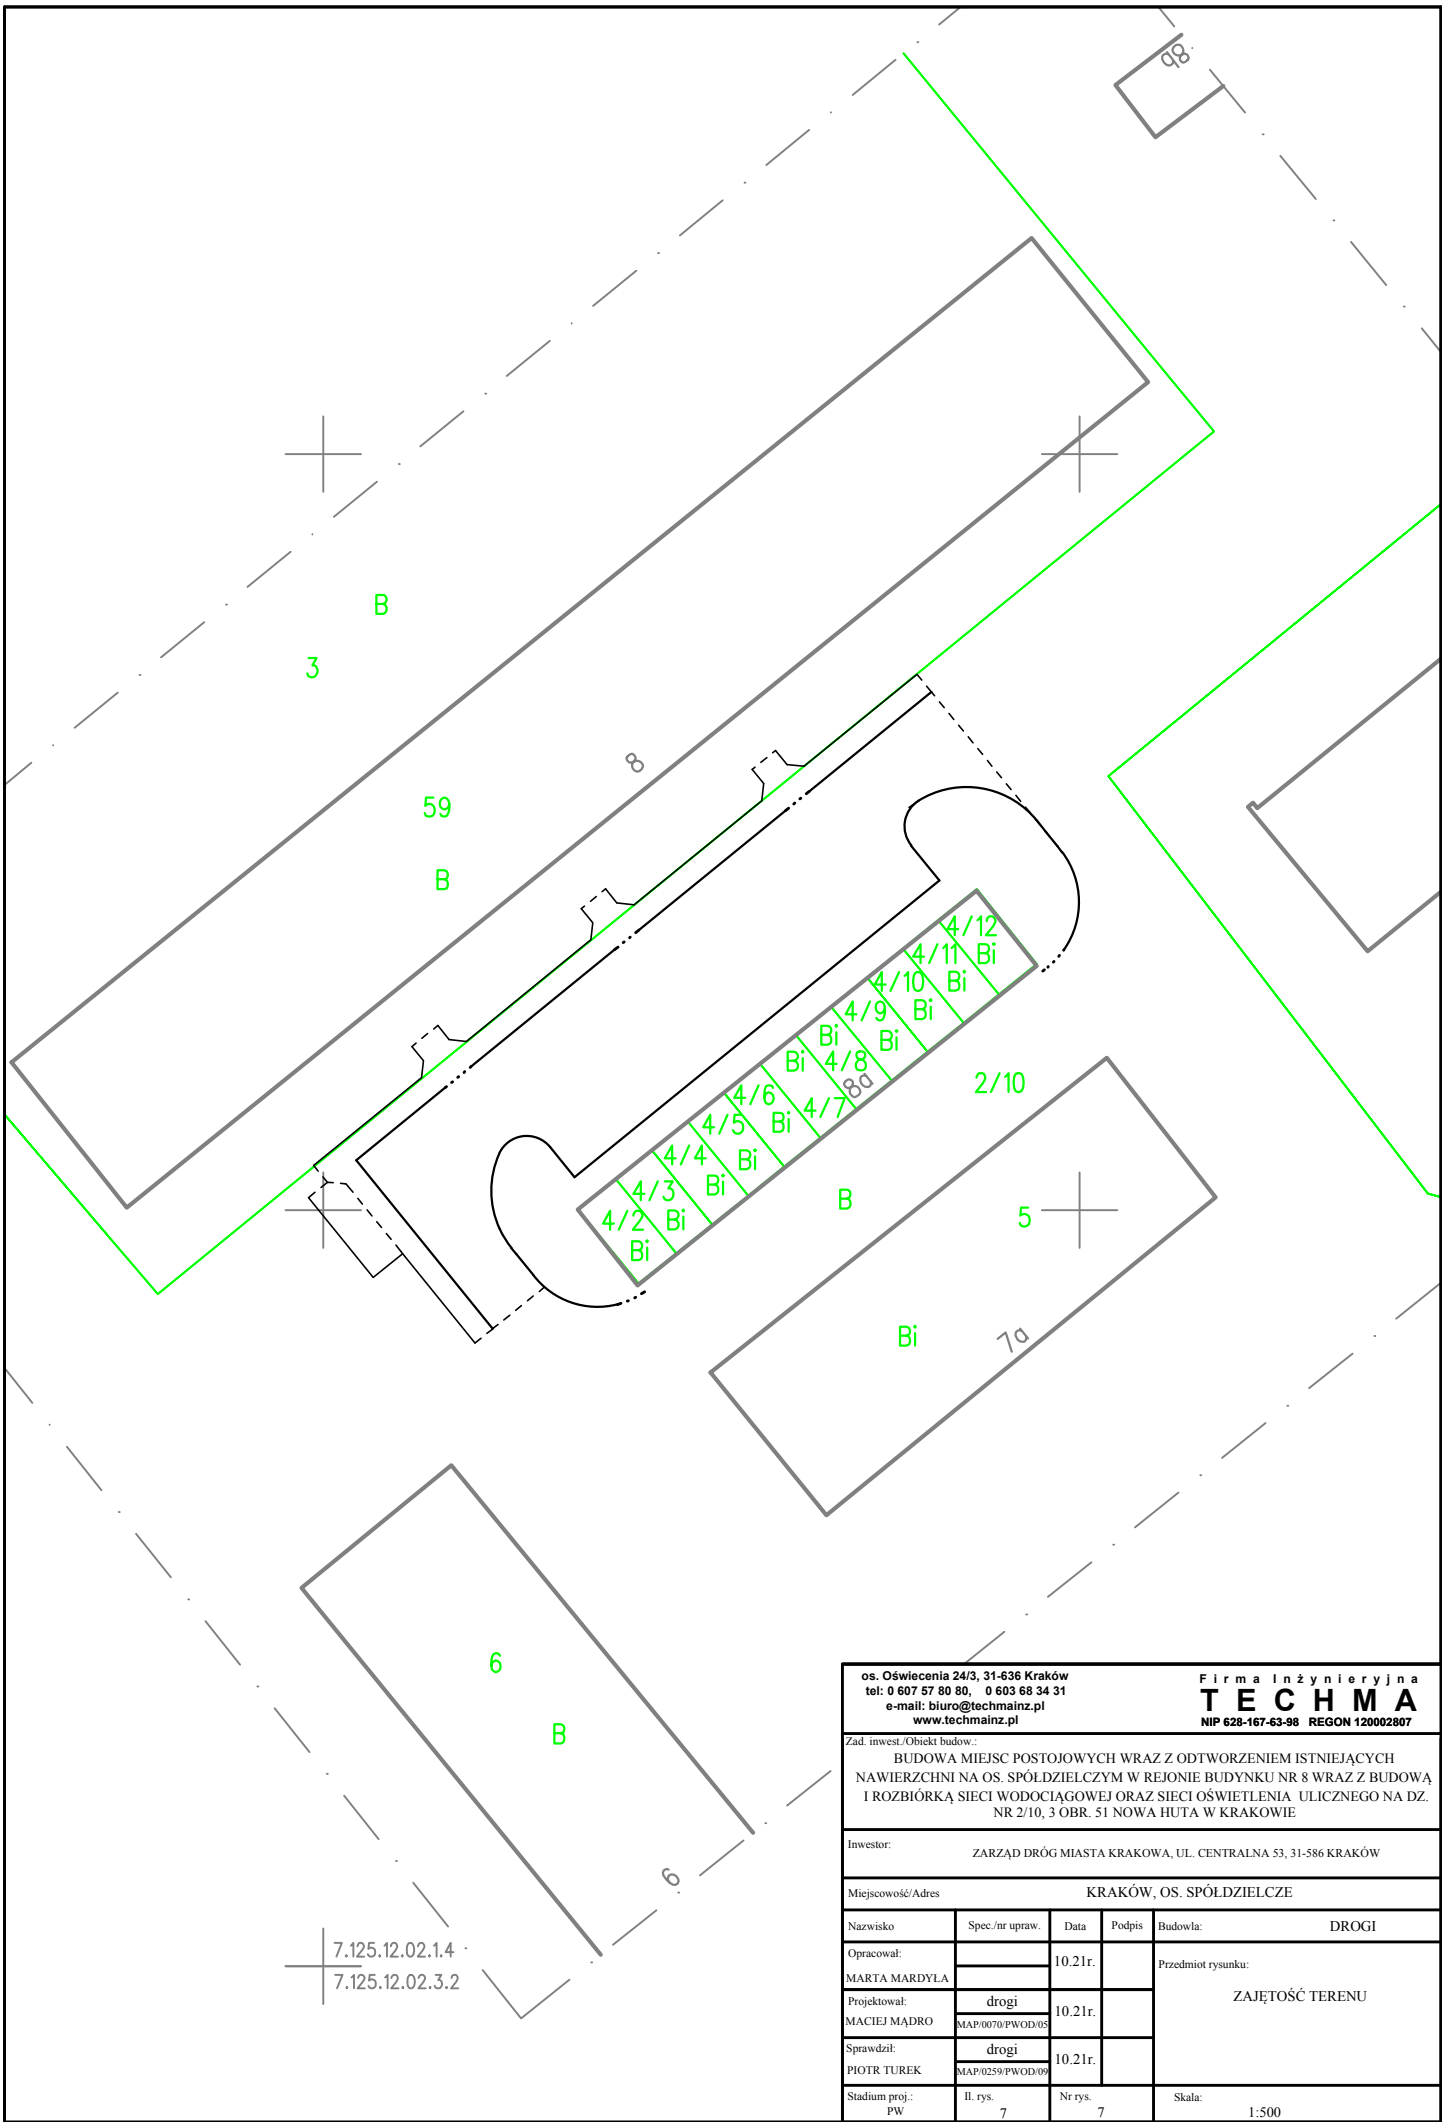 8b
B
3
8
59
B
4/12
4/11
Bi
4/10
Bi
4/9
Bi
Bi
Bi
Bi
4/8
8a
4/6
4/7
4/5
Bi
4/4
Bi
4/3
Bi
4/2
Bi
Bi
2/10
B
5
Bi
7a
6
B
6
7.125.12.02.1.4
7.125.12.02.3.2
os. Oświecenia 24/3, 31-636 Kraków
tel: 0 607 57 80 80, 0 603 68 34 31
e-mail: biuro@techmainz.pl
www.techmainz.pl
Firma Inżynieryjna
TECHMA
NIP 628-167-63-98 REGON 120002807
Zad. inwest./Obiekt budow.:
BUDOWA MIEJSC POSTOJOWYCH WRAZ Z ODTWORZENIEM ISTNIEJĄCYCH
NAWIERZCHNI NA OS. SPÓŁDZIELCZYM W REJONIE BUDYNKU NR 8 WRAZ Z BUDOWĄ
I ROZBIÓRKĄ SIECI WODOCIĄGOWEJ ORAZ SIECI OŚWIETLENIA ULICZNEGO NA DZ.
NR 2/10, 3 OBR. 51 NOWA HUTA W KRAKOWIE
Inwestor:
ZARZĄD DRÓG MIASTA KRAKOWA, UL. CENTRALNA 53, 31-586 KRAKÓW
Miejscowość/Adres KRAKÓW, OS. SPÓŁDZIELCZE
Nazwisko Spec./nr upraw. Data Podpis Budowla: DROGI
Opracował:
MARTA MARDYŁA
10.21r.
Przedmiot rysunku:
ZAJĘTOŚĆ TERENU
Projektował:
MACIEJ MĄDRO
drogi
MAP/0070/PWOD/05
10.21r.
Sprawdził:
PIOTR TUREK
drogi
MAP/0259/PWOD/09
10.21r.
Stadium proj.:
PW
Il. rys.
7
Nr rys.
7
Skala:
1:500